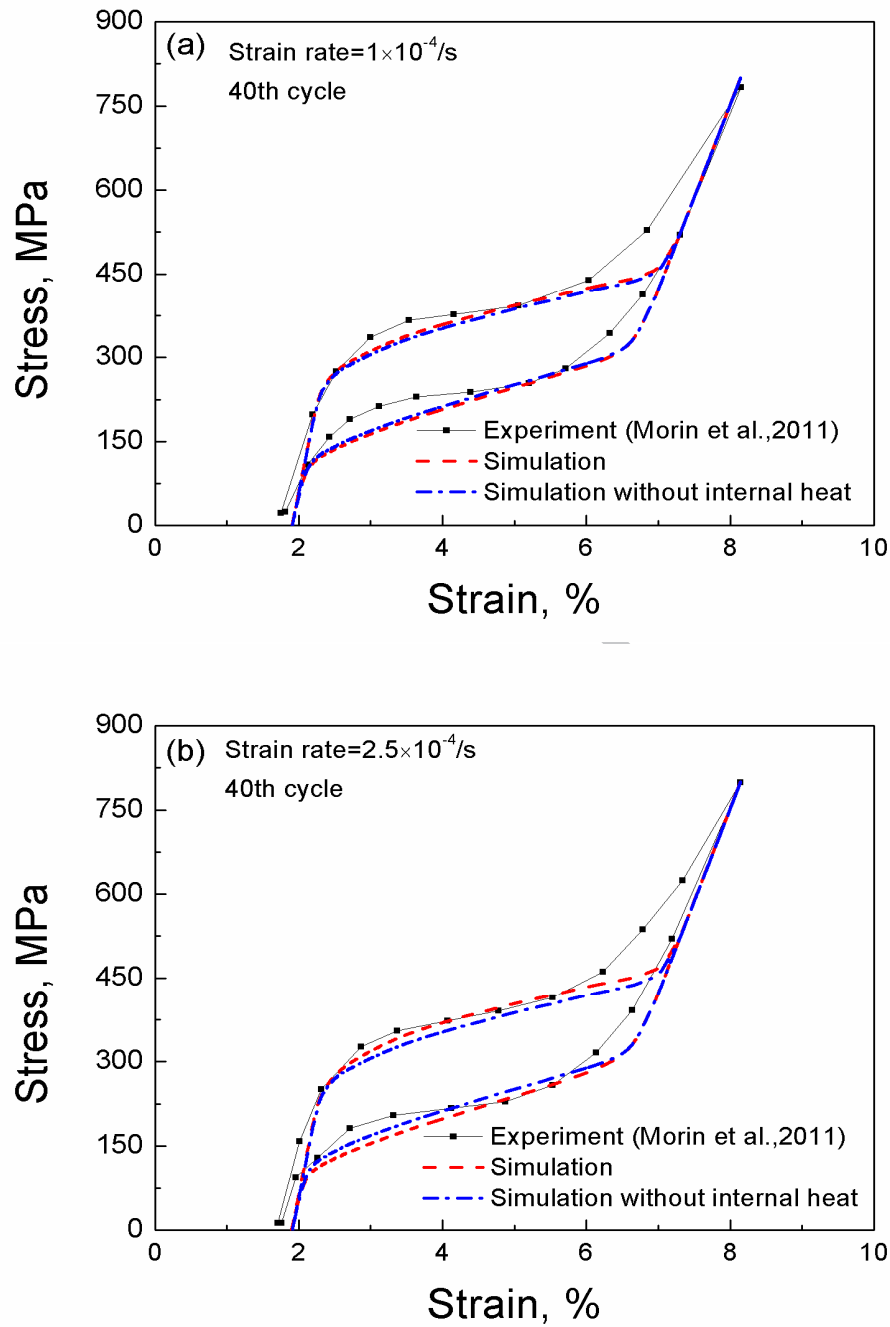 900
(a)
Strain rate=1×10⁻⁴/s
40th cycle
750
600
450
300
150
0
Stress, MPa
Experiment (Morin et al.,2011)
Simulation
Simulation without internal heat
0 2 4 6 8 10
Strain, %
900
(b)
Strain rate=2.5×10⁻⁴/s
40th cycle
750
600
450
300
150
0
Stress, MPa
Experiment (Morin et al.,2011)
Simulation
Simulation without internal heat
0 2 4 6 8 10
Strain, %